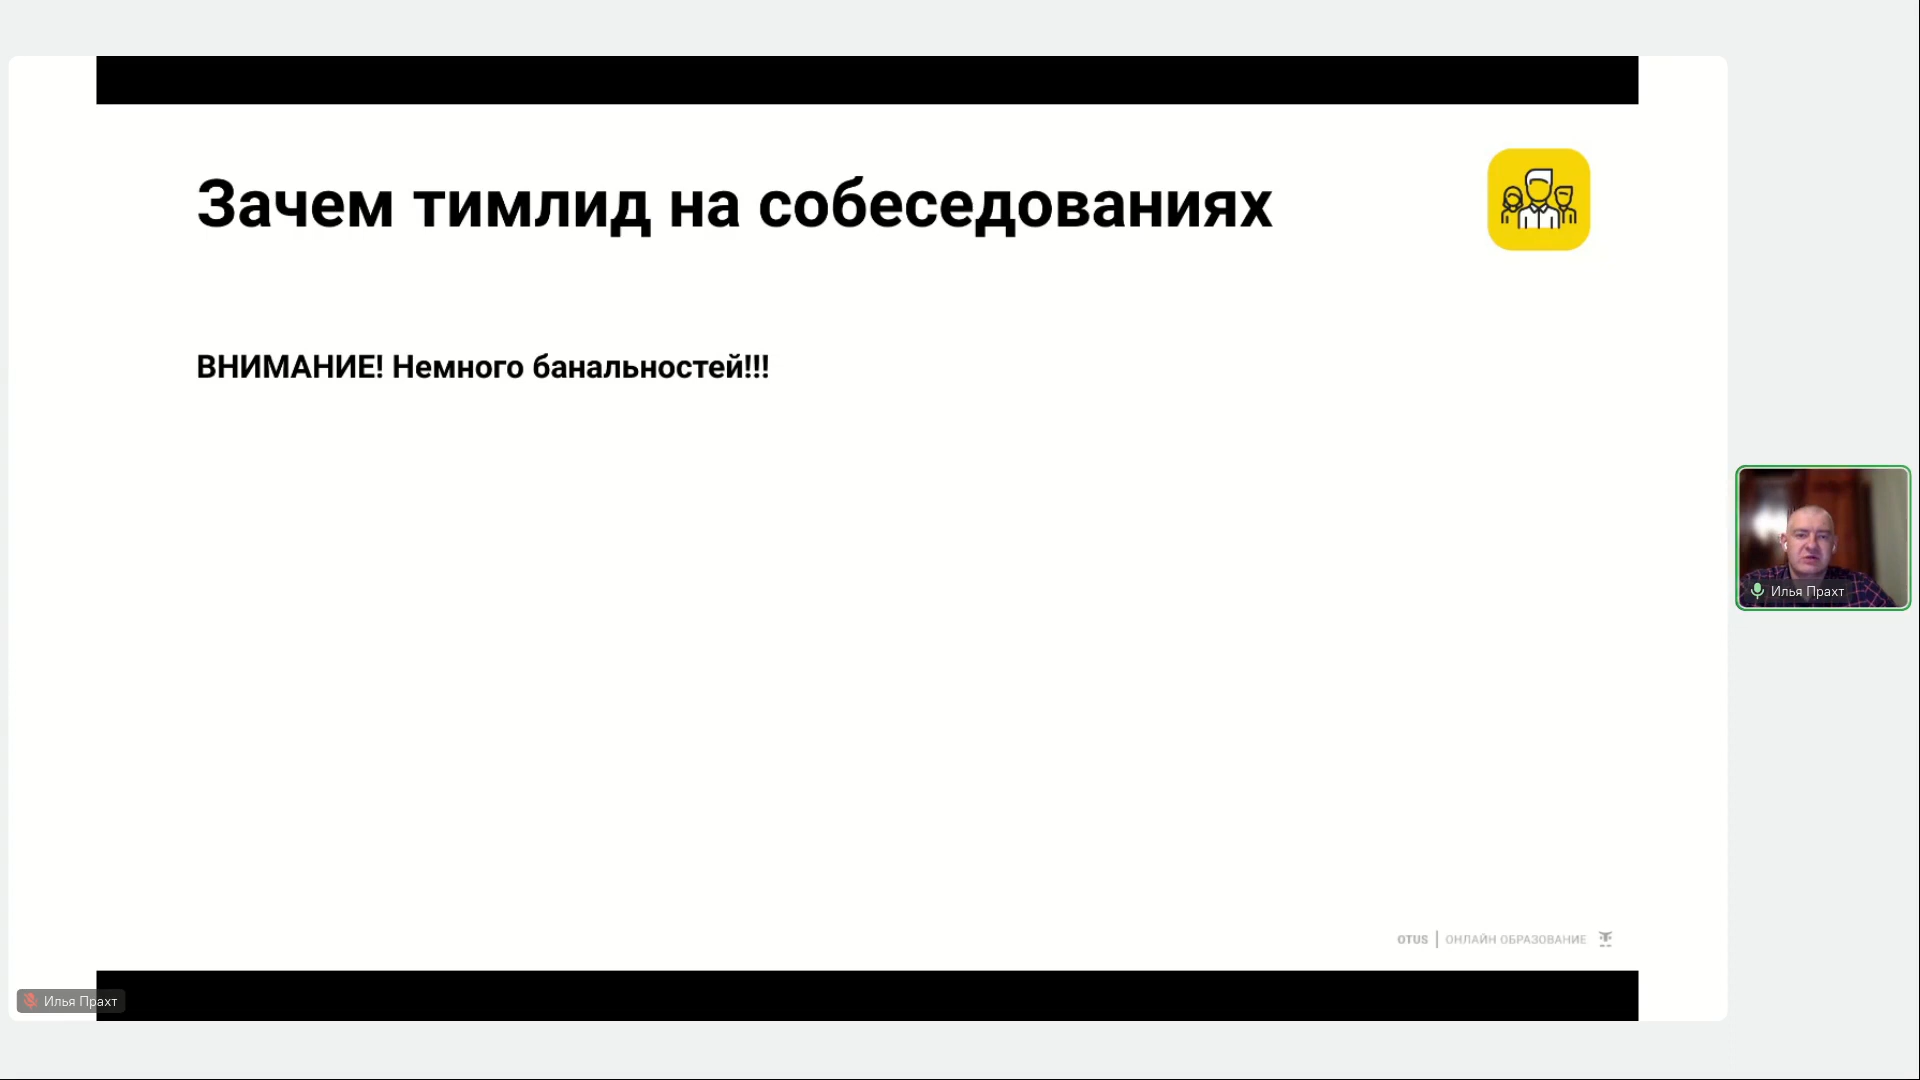 Зачем тимлид на собеседованиях
ВНИМАНИЕ! Немного банальностей!!!
Илья Прахт
OTUS | ОНЛАЙН ОБРАЗОВАНИЕ
Илья Прахт